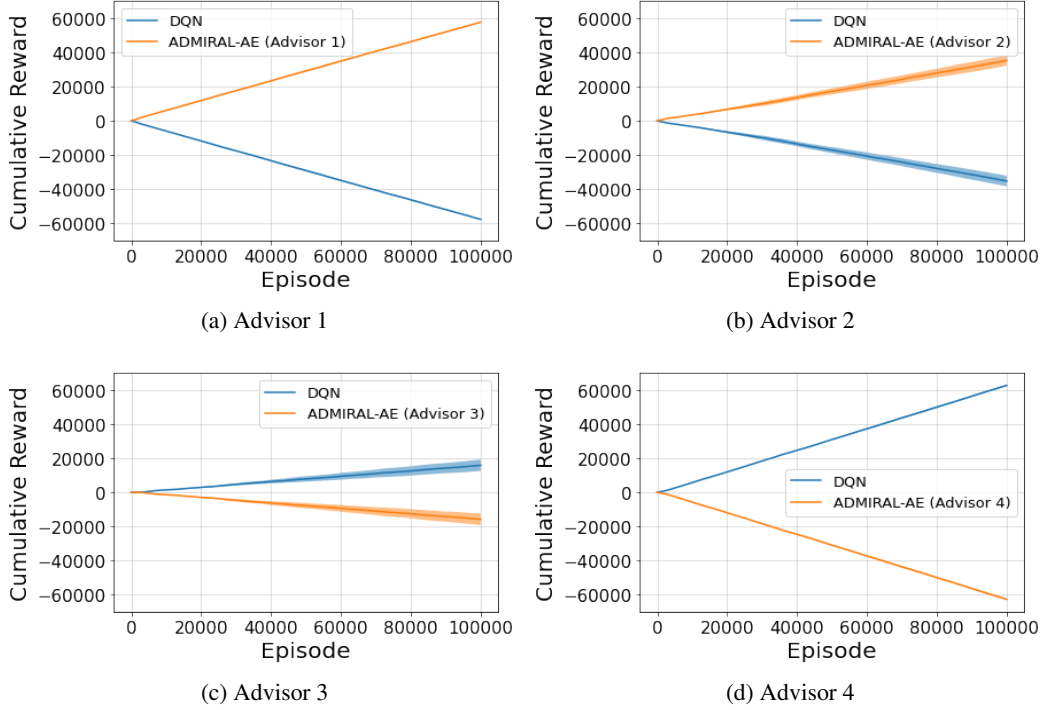 60000
40000
20000
0
−20000
−40000
−60000
Cumulative Reward
DQN
ADMIRAL-AE (Advisor 1)
0 20000 40000 60000 80000 100000
Episode
(a) Advisor 1
60000
40000
20000
0
−20000
−40000
−60000
Cumulative Reward
DQN
ADMIRAL-AE (Advisor 2)
0 20000 40000 60000 80000 100000
Episode
(b) Advisor 2
60000
40000
20000
0
−20000
−40000
−60000
Cumulative Reward
DQN
ADMIRAL-AE (Advisor 3)
0 20000 40000 60000 80000 100000
Episode
(c) Advisor 3
60000
40000
20000
0
−20000
−40000
−60000
Cumulative Reward
DQN
ADMIRAL-AE (Advisor 4)
0 20000 40000 60000 80000 100000
Episode
(d) Advisor 4